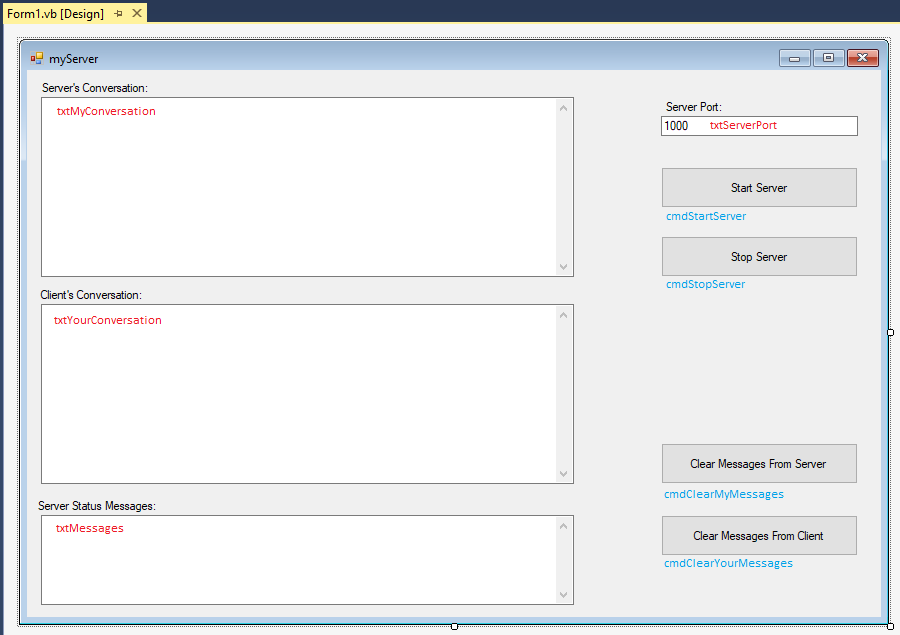 Form1.vb [Design]
myServer
Server's Conversation:
txtMyConversation
Server Port:
1000 txtServerPort
Start Server
cmdStartServer
Stop Server
cmdStopServer
Client's Conversation:
txtYourConversation
Clear Messages From Server
cmdClearMyMessages
Server Status Messages:
txtMessages
Clear Messages From Client
cmdClearYourMessages